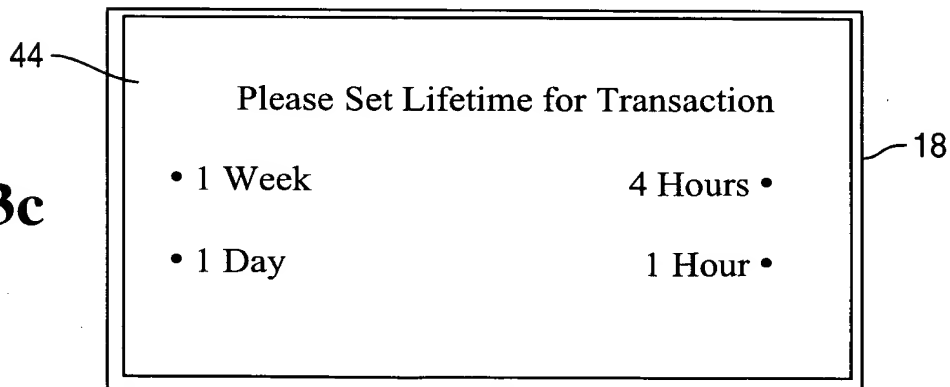 44
Please Set Lifetime for Transaction
18
• 1 Week 4 Hours •
3c
• 1 Day 1 Hour •